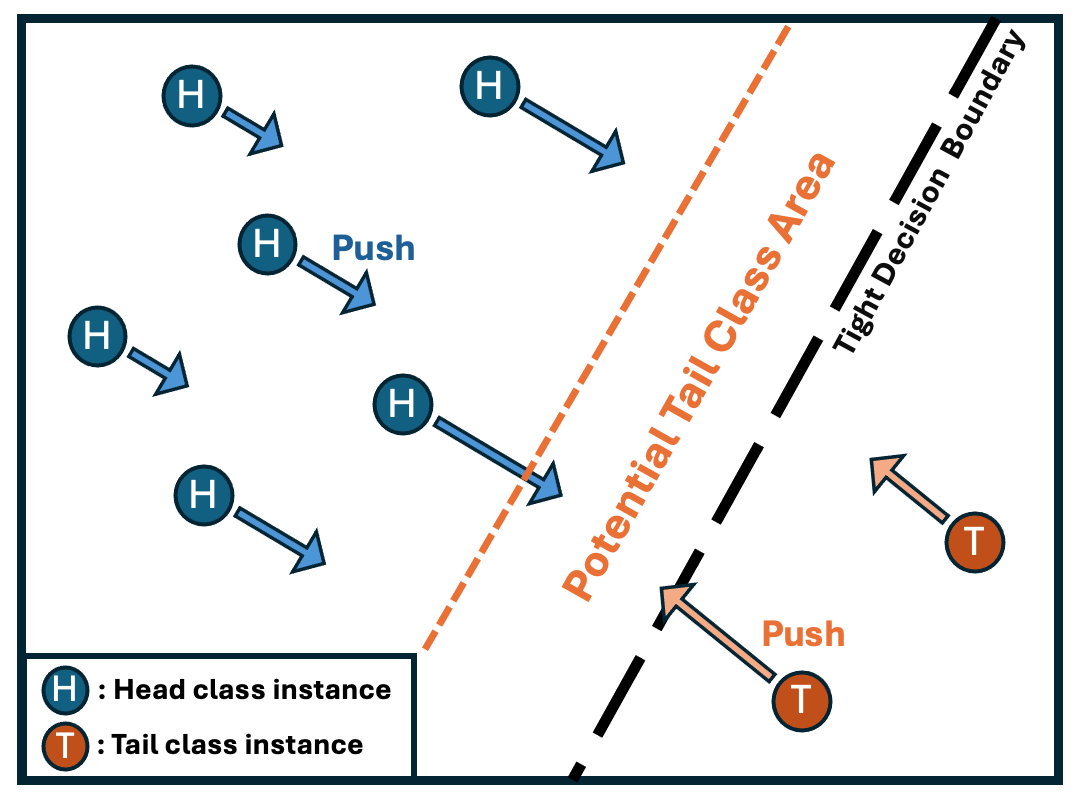 H
H
H
Push
H
H
H
Potential Tail Class Area
Tight Decision Boundary
T
Push
T
H : Head class instance
T : Tail class instance